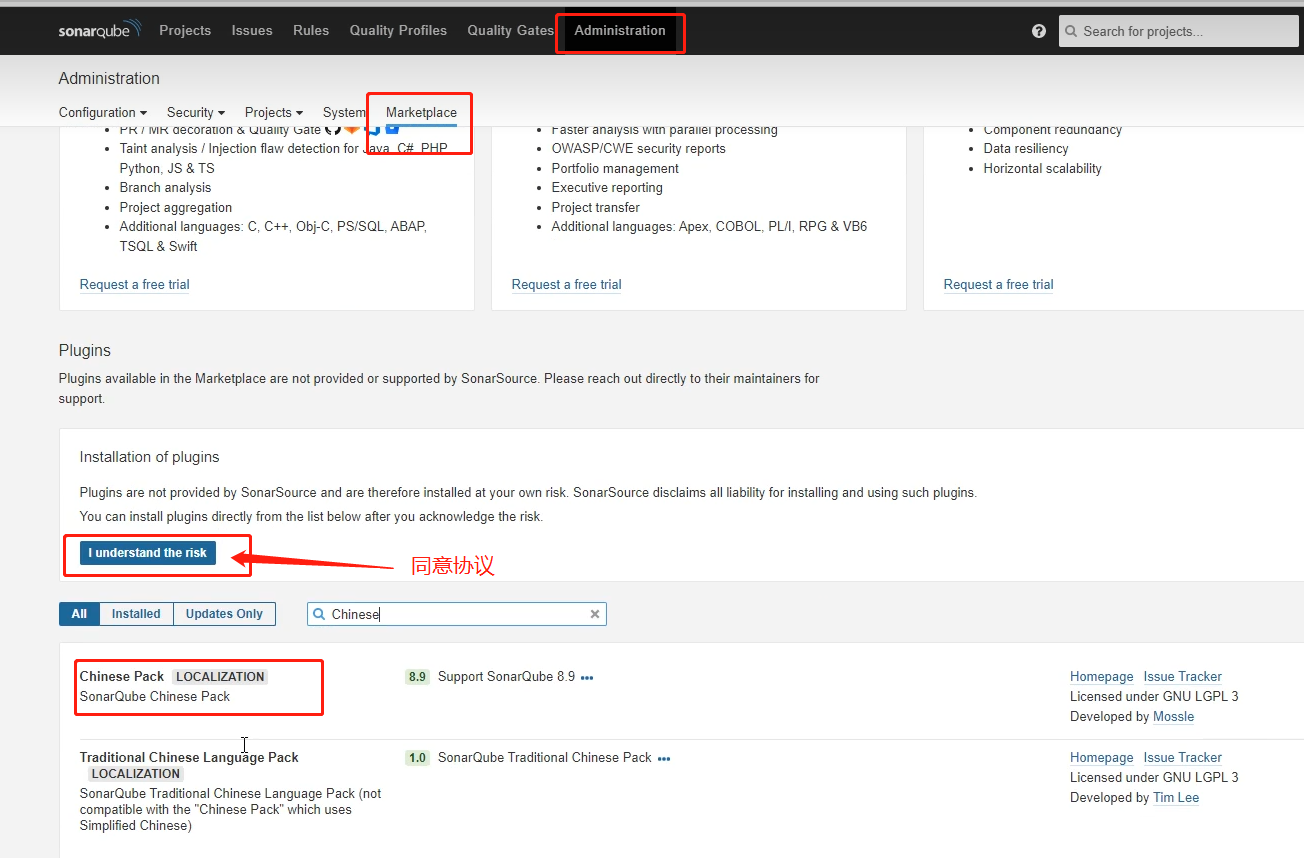 sonarqube Projects Issues Rules Quality Profiles Quality Gates Administration ? Search for projects...
Administration
Configuration Security Projects System Marketplace
PR / MR decoration & Quality Gate
Taint analysis / Injection flaw detection for Java, C#, PHP
Python, JS & TS
Branch analysis
Project aggregation
Additional languages: C, C++, Obj-C, PS/SQL, ABAP,
TSQL & Swift
Request a free trial
Faster analysis with parallel processing
OWASP/CWE security reports
Portfolio management
Executive reporting
Project transfer
Additional languages: Apex, COBOL, PL/I, RPG & VB6
Request a free trial
Component redundancy
Data resiliency
Horizontal scalability
Request a free trial
Plugins
Plugins available in the Marketplace are not provided or supported by SonarSource. Please reach out directly to their maintainers for
support.
Installation of plugins
Plugins are not provided by SonarSource and are therefore installed at your own risk. SonarSource disclaims all liability for installing and using such plugins.
You can install plugins directly from the list below after you acknowledge the risk.
I understand the risk
同意协议
All Installed Updates Only Chinese
Chinese Pack LOCALIZATION
SonarQube Chinese Pack
8.9 Support SonarQube 8.9
Homepage Issue Tracker
Licensed under GNU LGPL 3
Developed by Mossle
Traditional Chinese Language Pack
LOCALIZATION
SonarQube Traditional Chinese Language Pack (not
compatible with the "Chinese Pack" which uses
Simplified Chinese)
1.0 SonarQube Traditional Chinese Pack
Homepage Issue Tracker
Licensed under GNU LGPL 3
Developed by Tim Lee